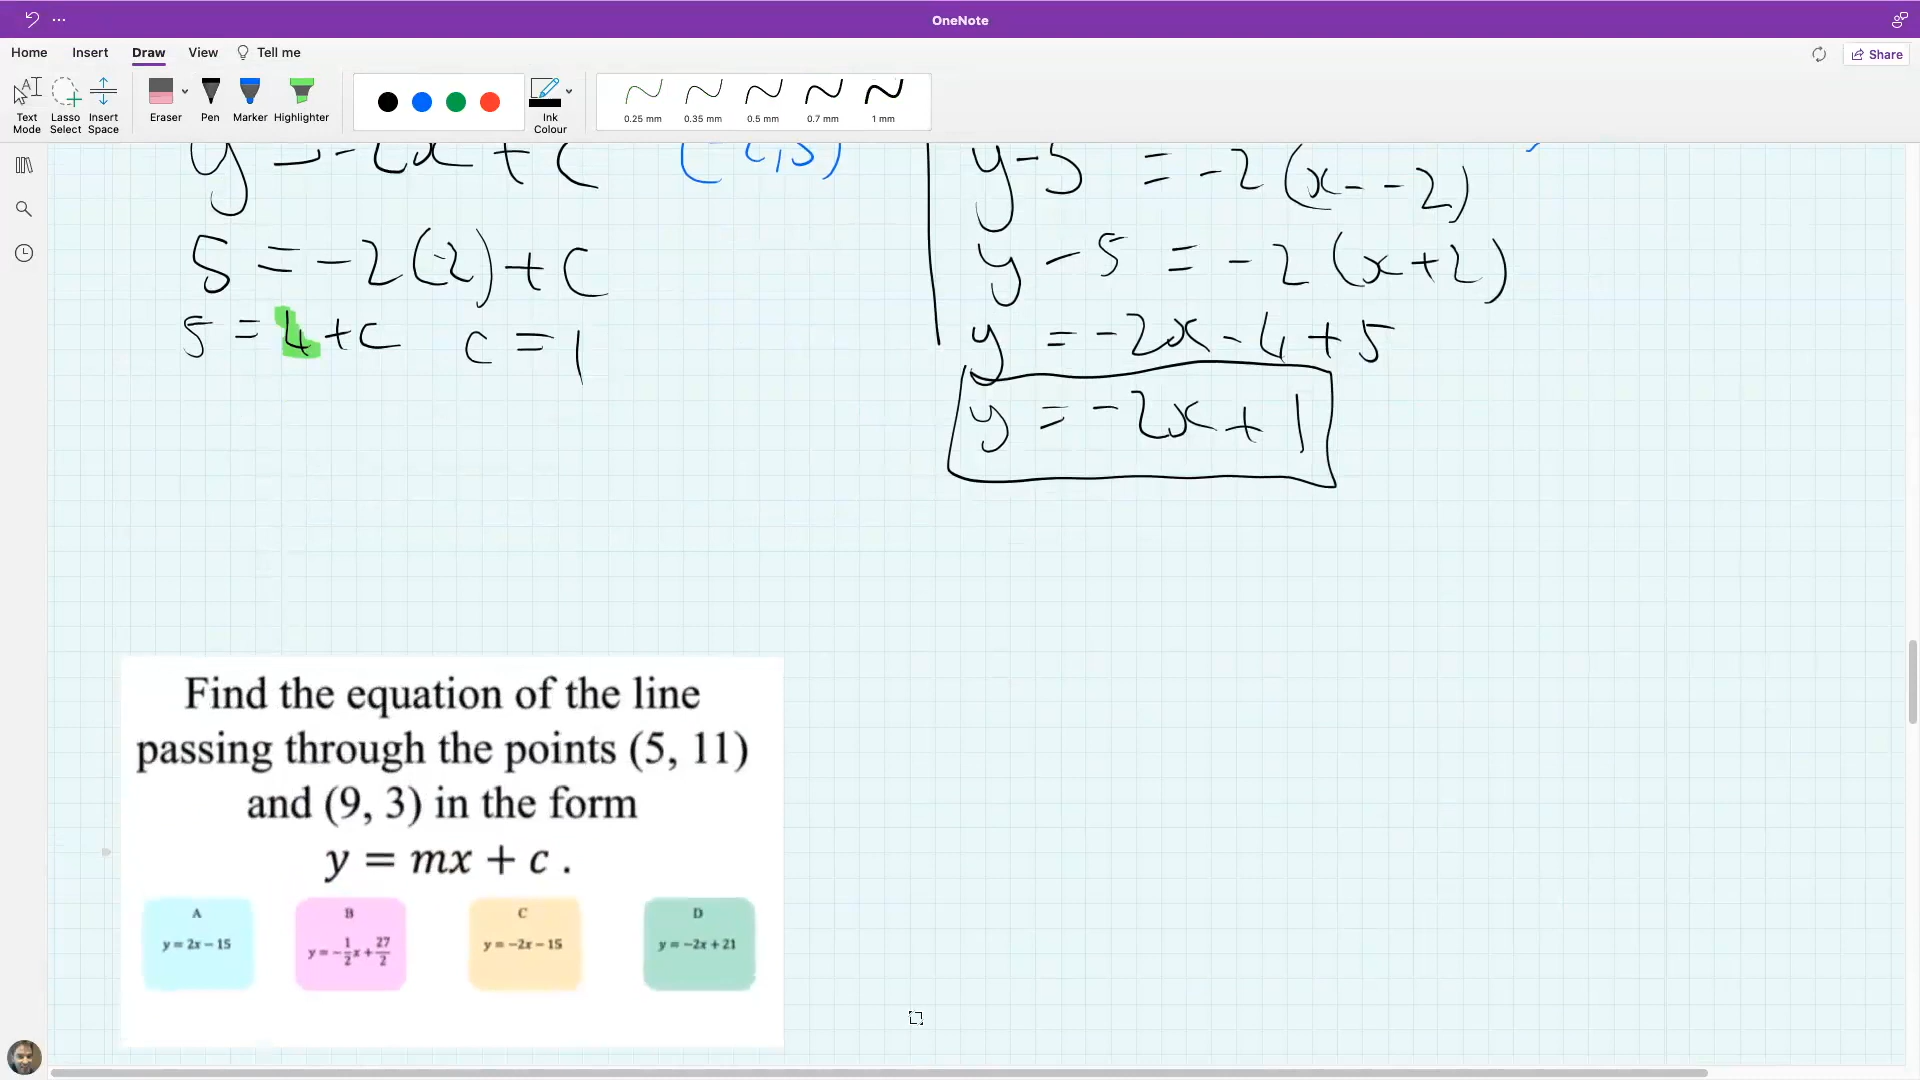 OneNote
Home Insert Draw View Tell me Share
Text Mode
Lasso Select
Insert Space
Eraser
Pen
Marker
Highlighter
Ink Colour
0.25 mm
0.35 mm
0.5 mm
0.7 mm
1 mm
y = -2x + c
5 = -2(-2) + c
5 = 4 + c c = 1
y - 5 = -2(x - -2)
y - 5 = -2(x + 2)
y = -2x - 4 + 5
y = -2x + 1
Find the equation of the line
passing through the points (5, 11)
and (9, 3) in the form
y = mx + c .
A
y = 2x − 15
B
y = −1/2 x + 27/2
C
y = −2x − 15
D
y = −2x + 21